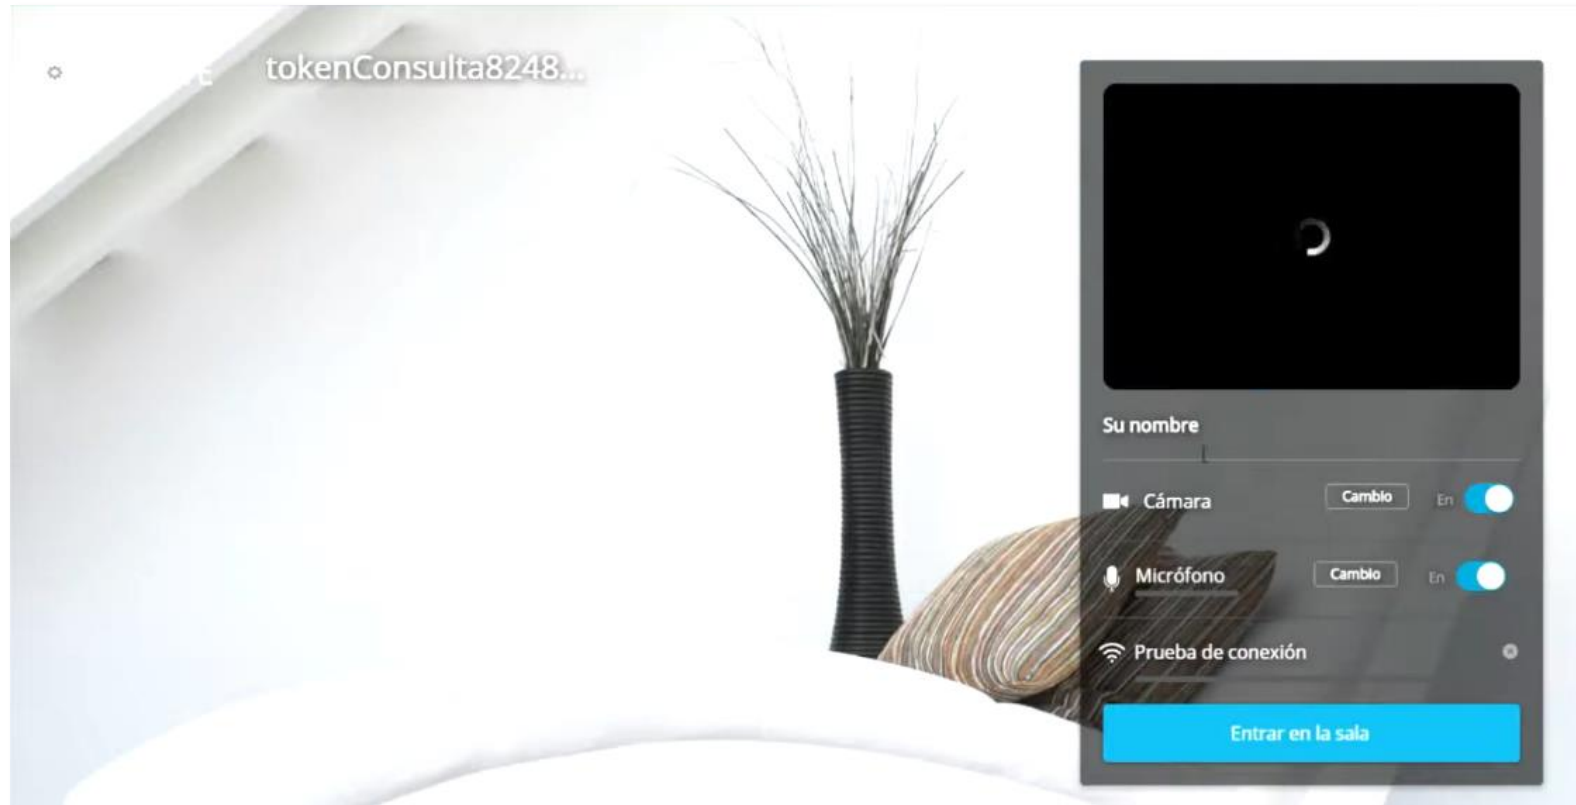 tokenConsulta8248...
Su nombre
Cámara
Cambio
En
Micrófono
Cambio
En
Prueba de conexión
Entrar en la sala